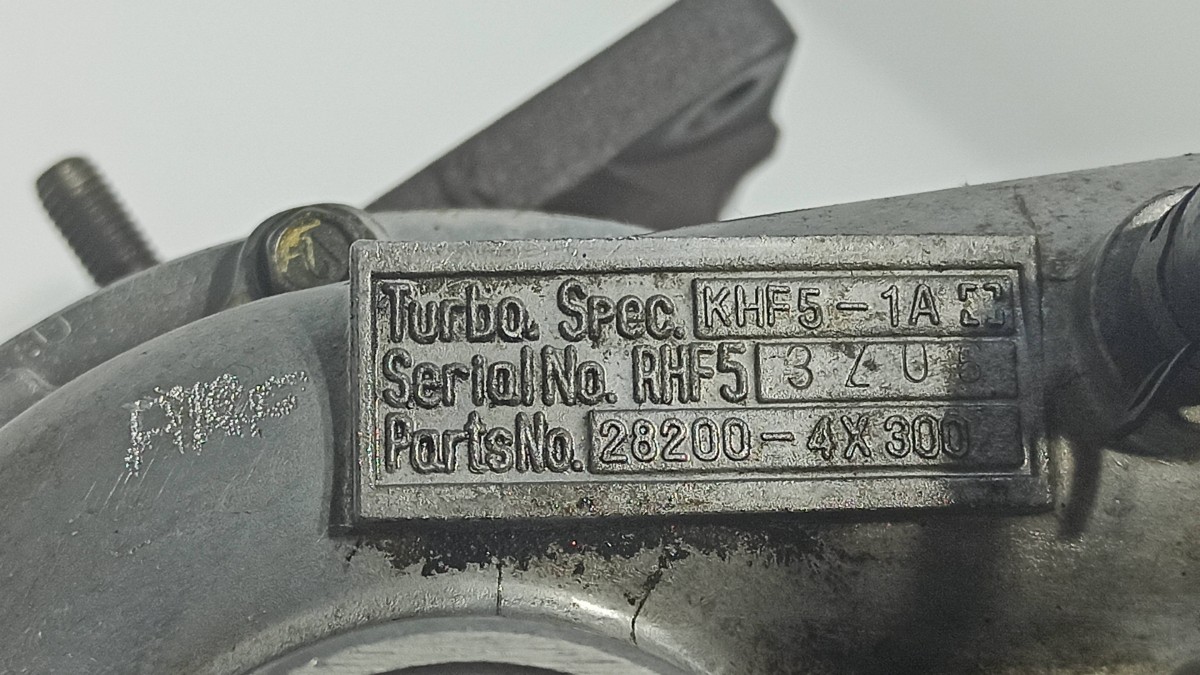 Turbo. Spec. KHF5-1A
Serial No. RHF5
Parts No. 28200-4X300